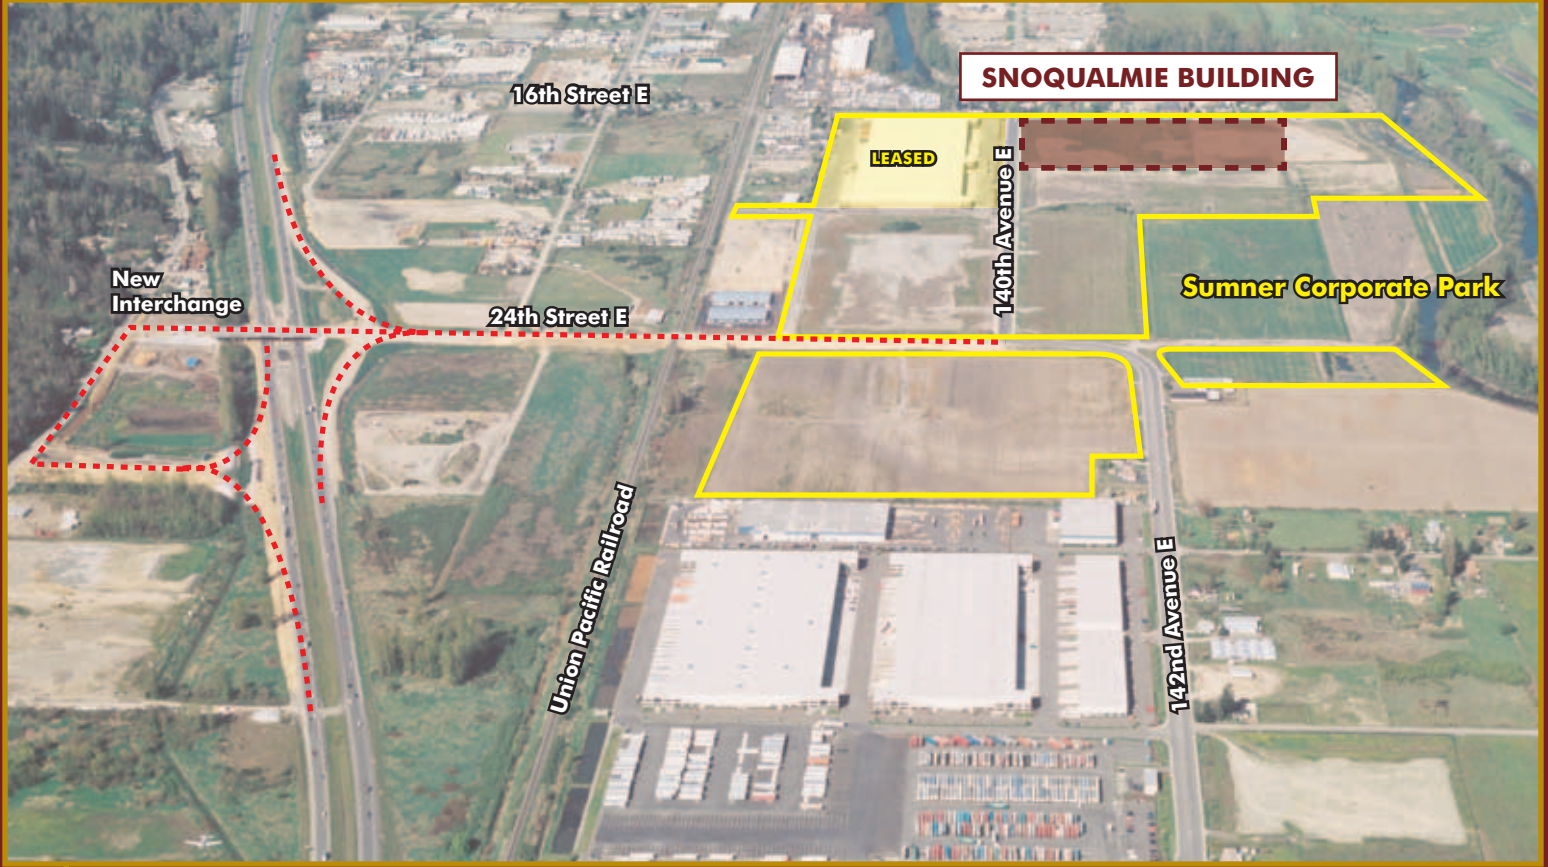 SNOQUALMIE BUILDING
16th Street E
LEASED
140th Avenue E
New
Interchange
24th Street E
Sumner Corporate Park
Union Pacific Railroad
142nd Avenue E